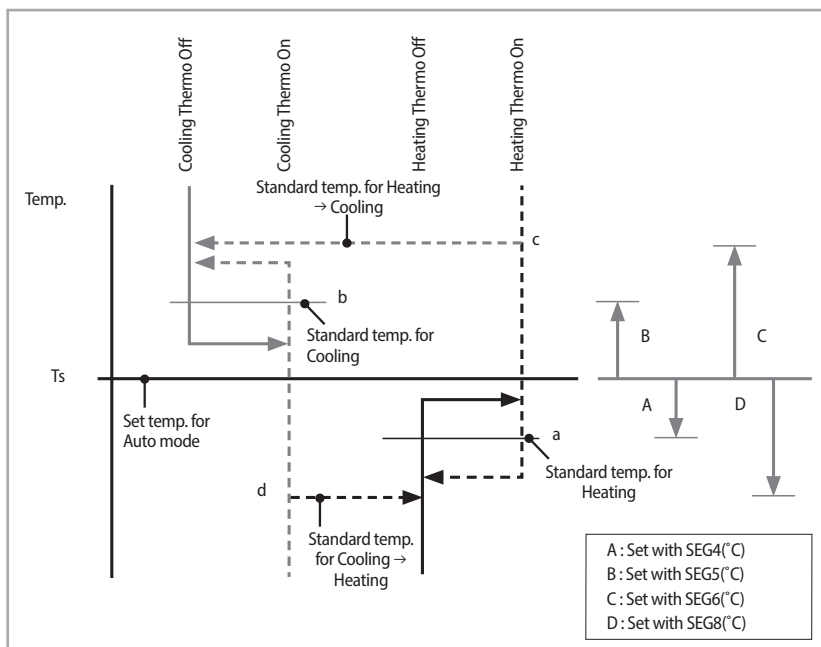 Cooling Thermo Off
Cooling Thermo On
Heating Thermo Off
Heating Thermo On
Temp.
Standard temp. for Heating
→ Cooling
c
b
Standard temp. for
Cooling
B
C
Ts
A
D
Set temp. for
Auto mode
a
Standard temp. for
Heating
d
Standard temp.
for Cooling →
Heating
A : Set with SEG4(˚C)
B : Set with SEG5(˚C)
C : Set with SEG6(˚C)
D : Set with SEG8(˚C)